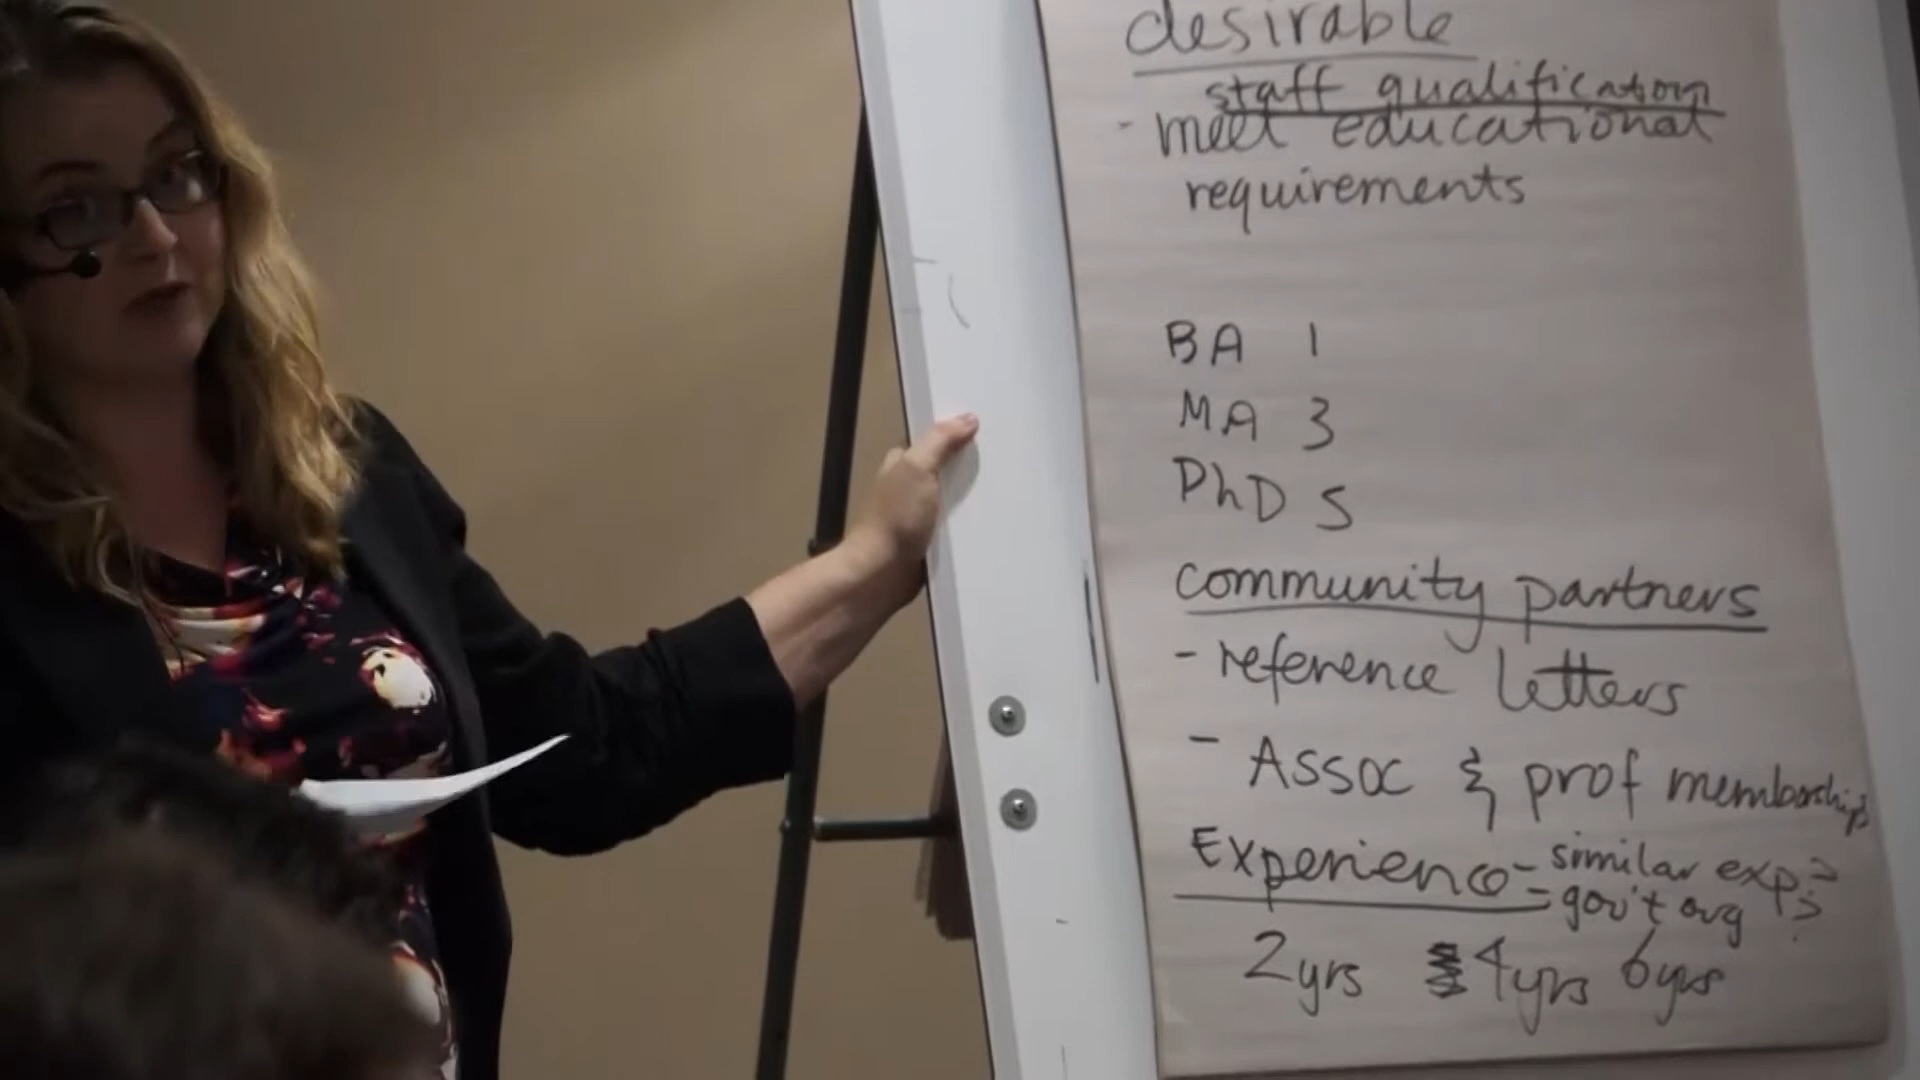 desirable
staff qualification
- meet educational
requirements
BA 1
MA 3
PhD 5
community partners
- reference letters
- Assoc & prof memberships
Experience - similar exp?
- gov't org ?
2yrs 4yrs 6yrs